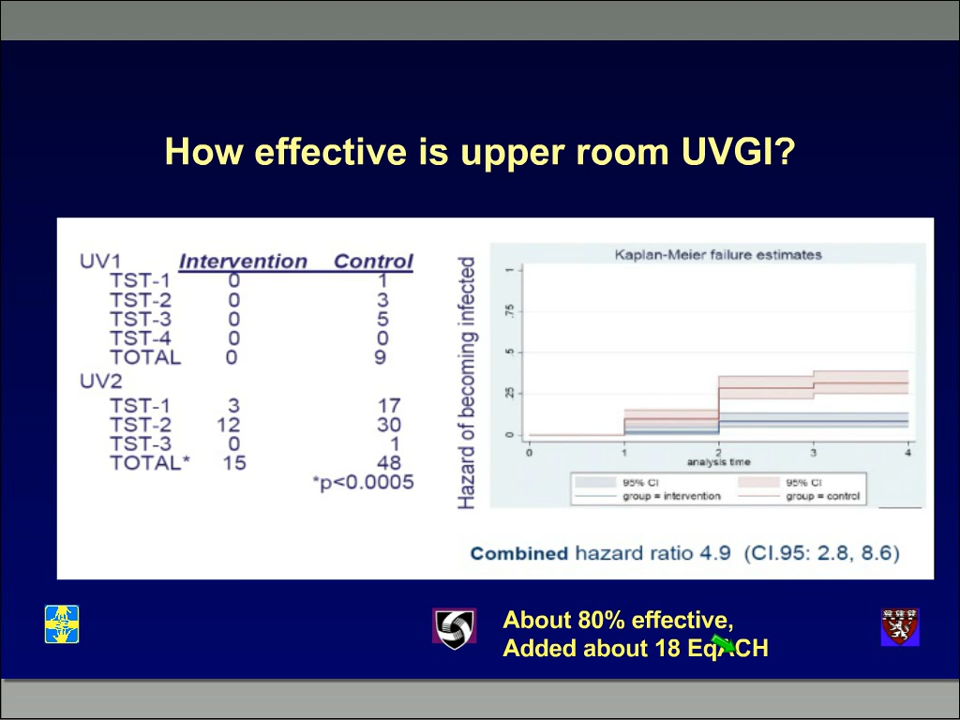 How effective is upper room UVGI?
UV1 Intervention Control
TST-1 0 1
TST-2 0 3
TST-3 0 5
TST-4 0 0
TOTAL 0 9
UV2
TST-1 3 17
TST-2 12 30
TST-3 0 1
TOTAL* 15 48
*p<0.0005
Hazard of becoming infected
Kaplan-Meier failure estimates
1
.75
.5
.25
0
0 1 2 3 4
analysis time
95% CI 95% CI
group = intervention group = control
Combined hazard ratio 4.9 (CI.95: 2.8, 8.6)
About 80% effective,
Added about 18 EqACH